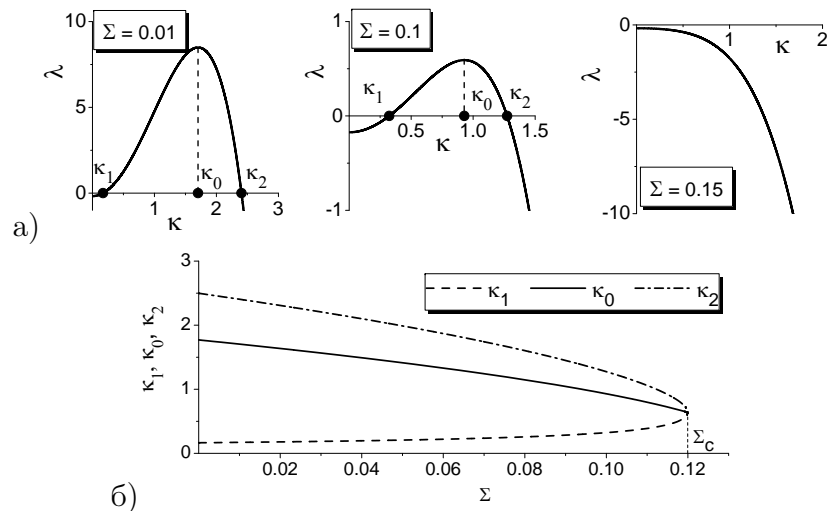 Σ = 0.01
λ
10
5
0
κ₁
κ₀
κ₂
1
2
3
κ
Σ = 0.1
λ
1
0
-1
κ₁
κ₀
κ₂
0.5
1.0
1.5
κ
Σ = 0.15
λ
0
-5
-10
1
2
κ
а)
κ₁, κ₀, κ₂
3
2
1
0
κ₁
κ₀
κ₂
Σ_c
0.02
0.04
0.06
0.08
0.10
0.12
Σ
б)